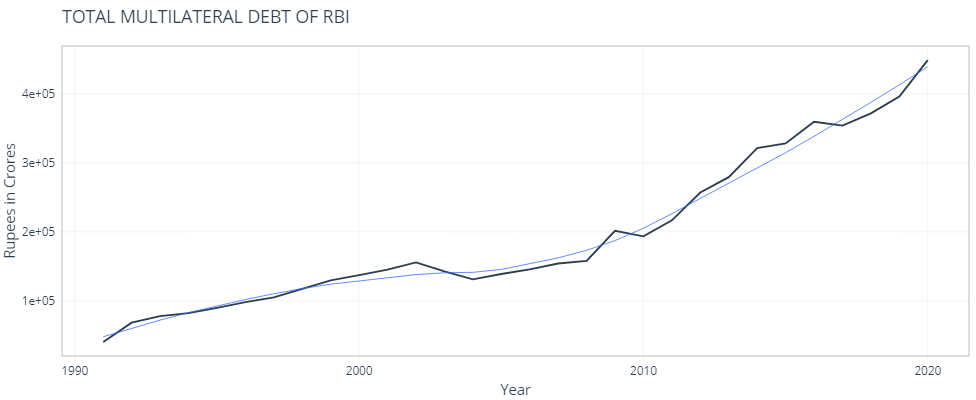 TOTAL MULTILATERAL DEBT OF RBI
4e+05
3e+05
2e+05
1e+05
Rupees in Crores
1990
2000
2010
2020
Year